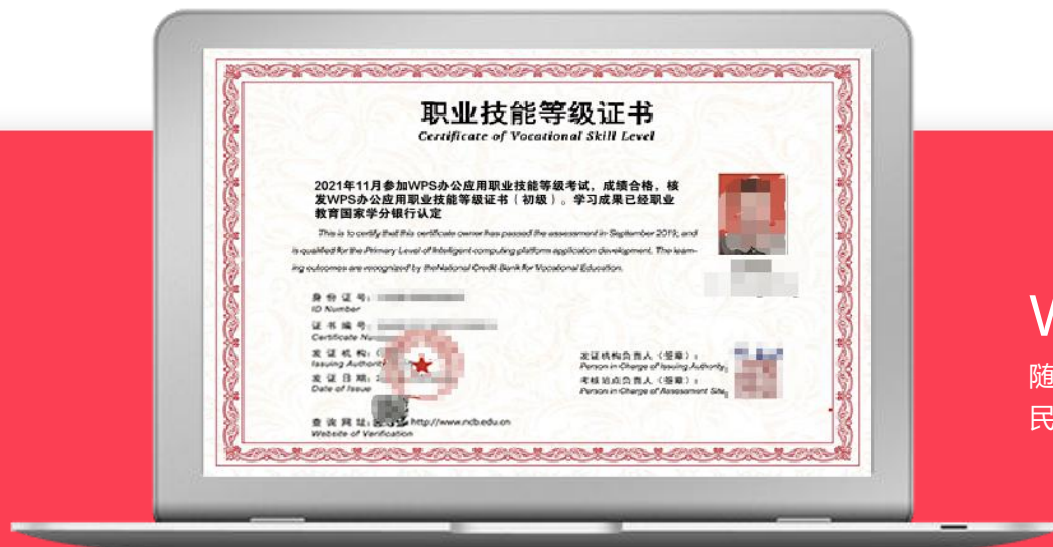 职业技能等级证书
Certificate of Vocational Skill Level
2021年11月参加WPS办公应用职业技能等级考试，成绩合格，核
发WPS办公应用职业技能等级证书（初级）。学习成果已经职业
教育国家学分银行认定
This is to certify that this certificate owner has passed the assessment in September 2019, and
is qualified for the Primary Level of Intelligent computing platform application development. The learn-
ing outcomes are recognized by theNational Credit Bank for Vocational Education.
身份证号：
ID Number
证书编号：
Certificate
发证机构：
Issuing Authority
发证日期：
Date of Issue
查询网址： http://www.ncb.edu.cn
Website of Verification
发证机构负责人（签章）：
Person in Charge of Issuing Authority:
考核站点负责人（签章）：
Person in Charge of Assessment Site:
随
民